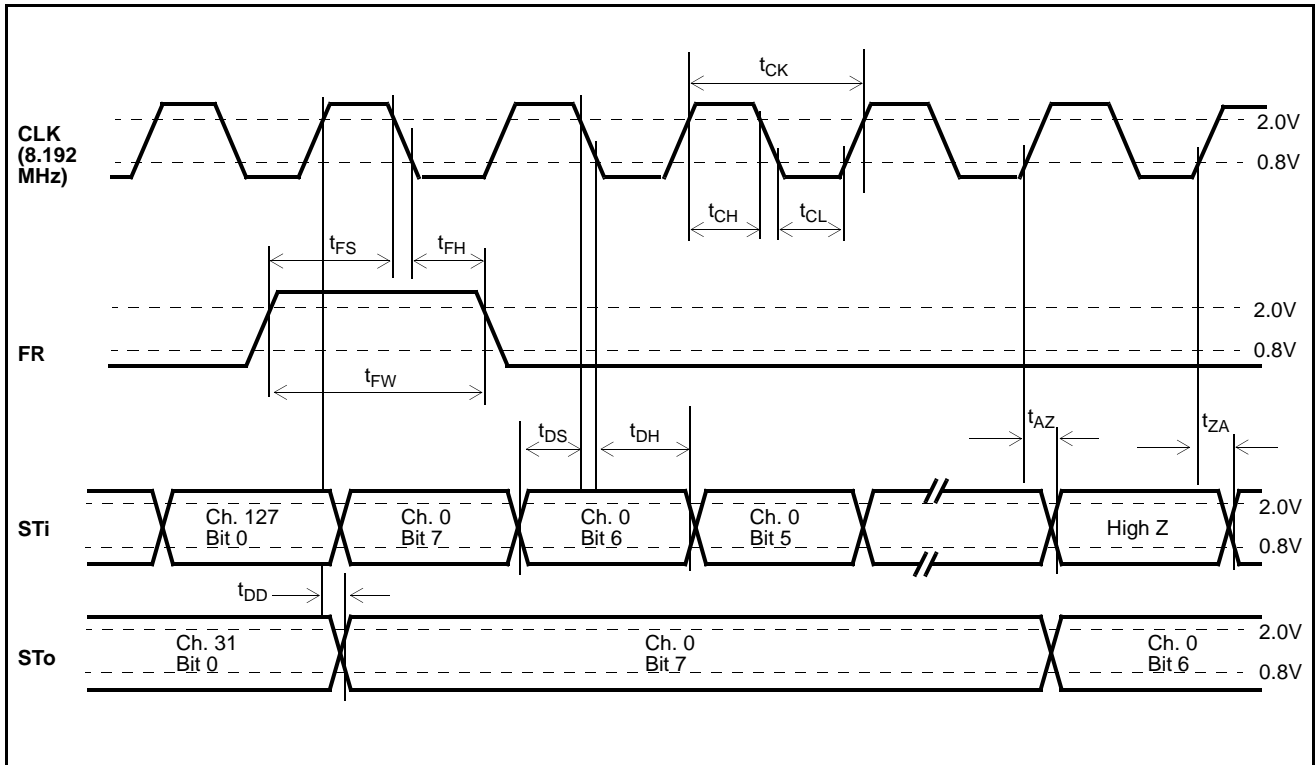 tCK
CLK
(8.192
MHz)
2.0V
0.8V
tCH
tCL
tFS
tFH
FR
2.0V
0.8V
tFW
tDS
tDH
tAZ
tZA
STi
Ch. 127
Bit 0
Ch. 0
Bit 7
Ch. 0
Bit 6
Ch. 0
Bit 5
High Z
2.0V
0.8V
tDD
STo
Ch. 31
Bit 0
Ch. 0
Bit 7
Ch. 0
Bit 6
2.0V
0.8V